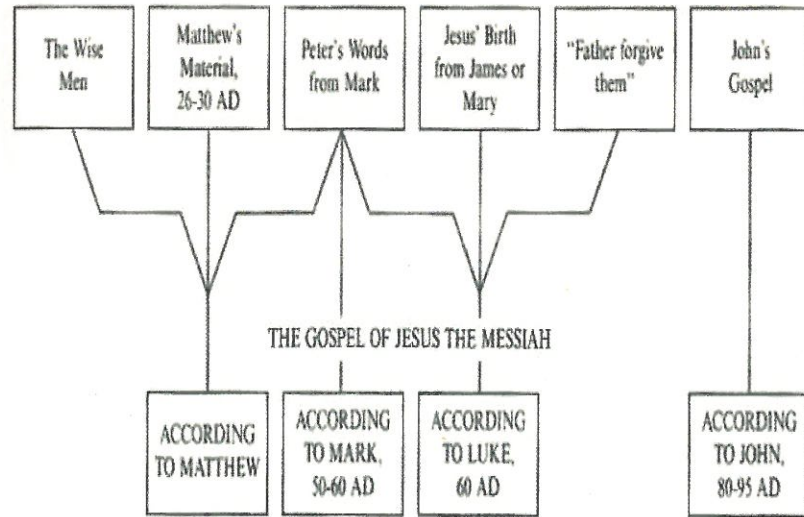 The Wise
Men
Matthew's
Material,
26-30 AD
Peter's Words
from Mark
Jesus' Birth
from James or
Mary
"Father forgive
them"
John's
Gospel
THE GOSPEL OF JESUS THE MESSIAH
ACCORDING
TO MATTHEW
ACCORDING
TO MARK,
50-60 AD
ACCORDING
TO LUKE,
60 AD
ACCORDING
TO JOHN,
80-95 AD